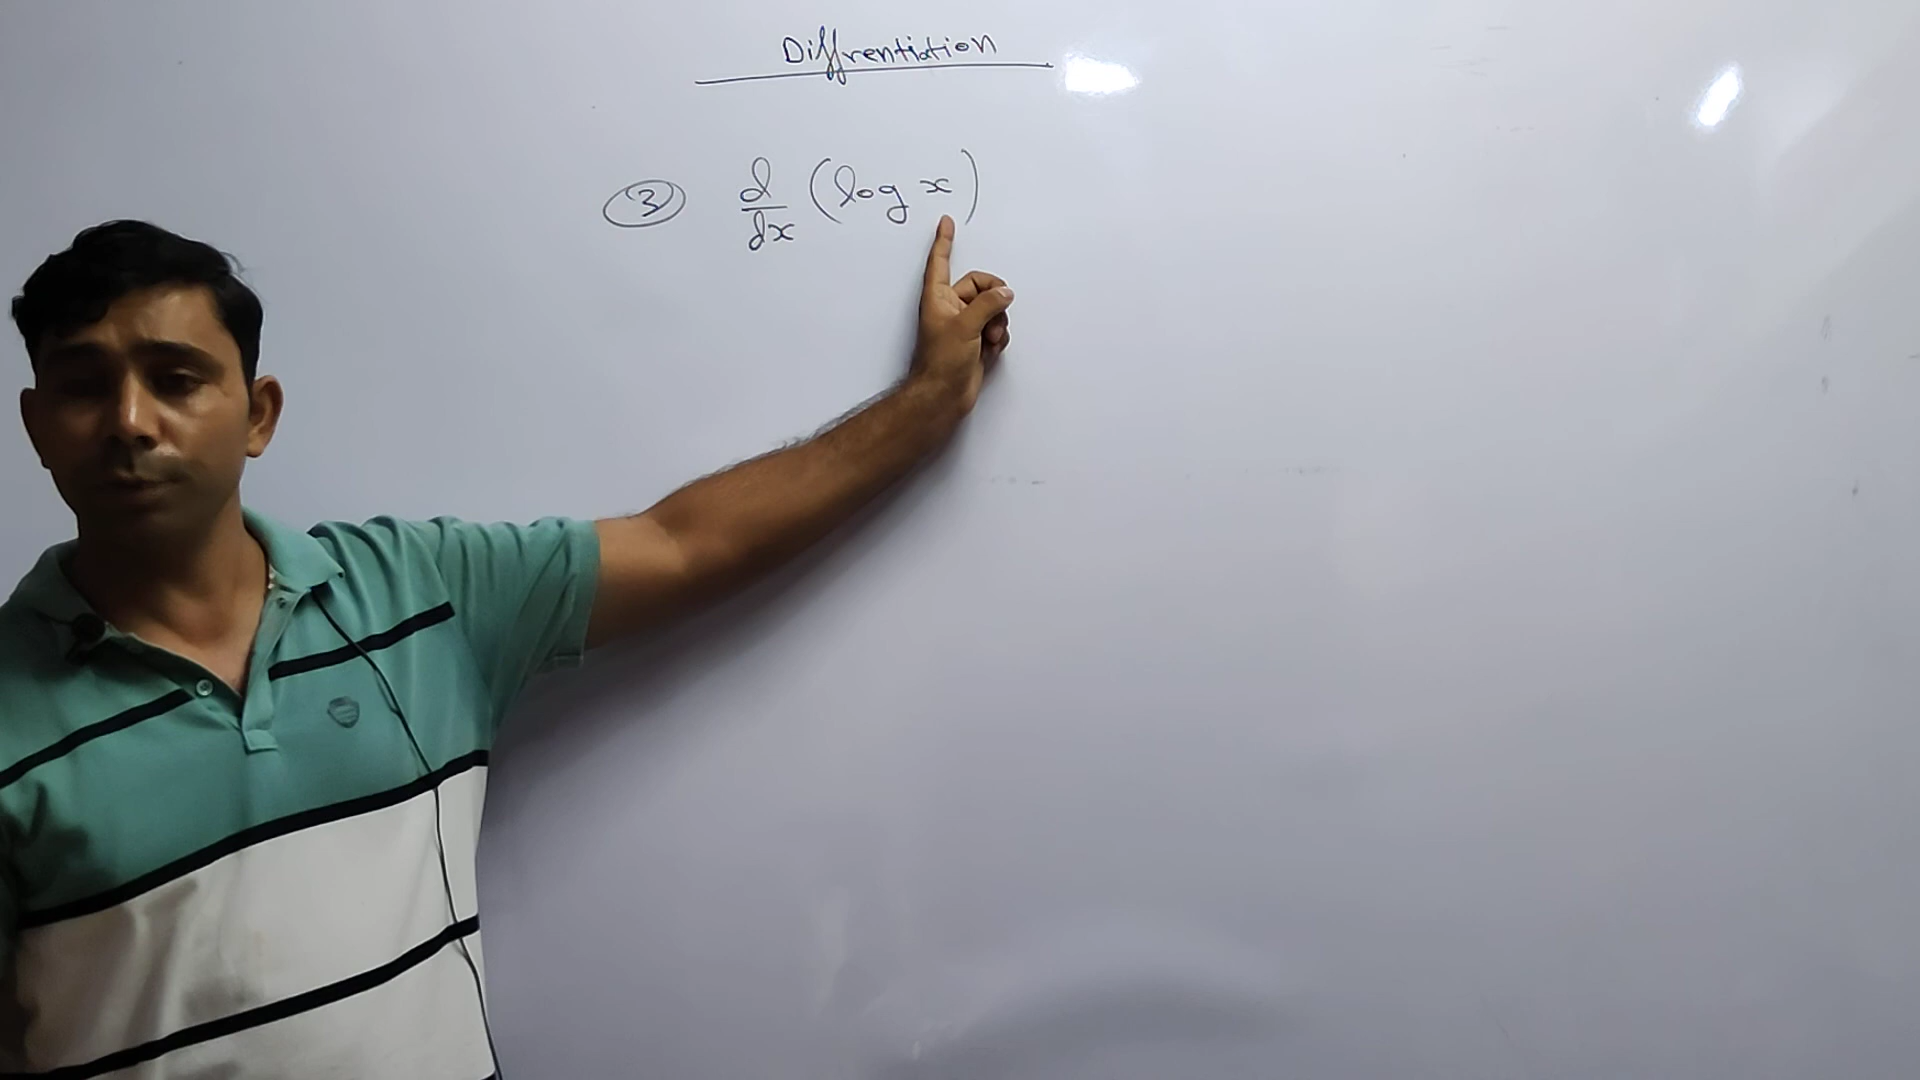 Diffrentiation
③ d/dx (log x)